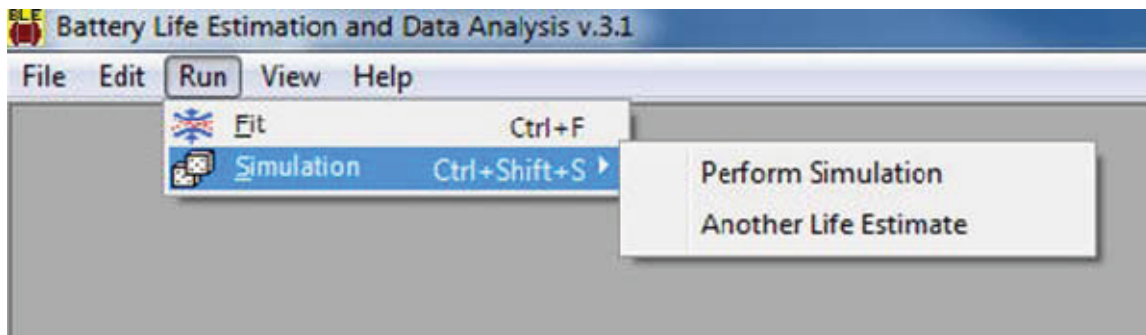 BLE
Battery Life Estimation and Data Analysis v.3.1
File Edit Run View Help
Fit Ctrl+F
Simulation Ctrl+Shift+S
Perform Simulation
Another Life Estimate